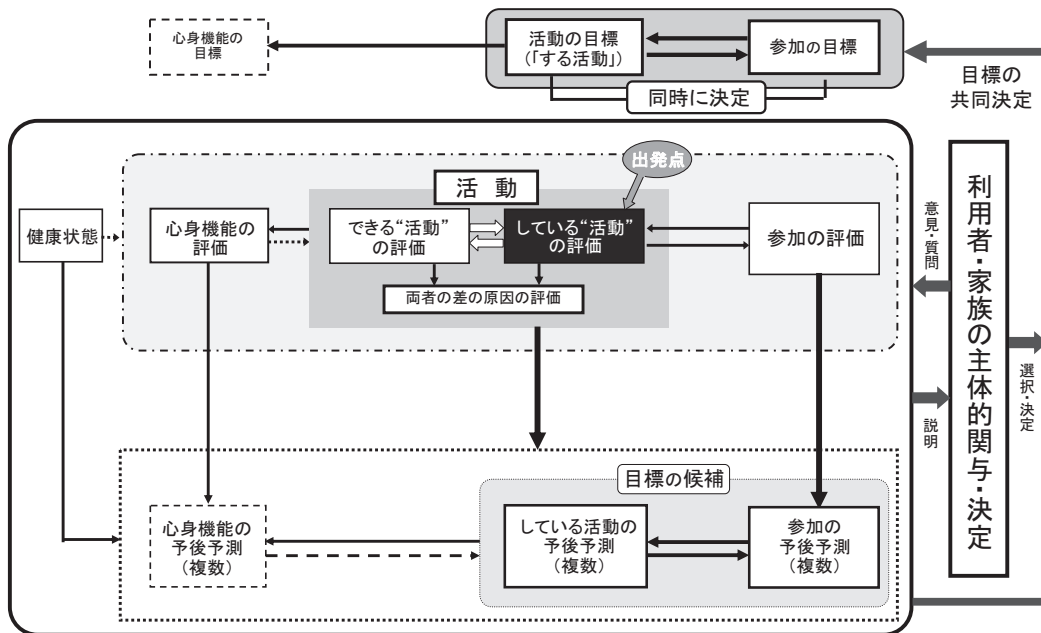 心身機能の
目標
活動の目標
（「する活動」）
参加の目標
同時に決定
目標の
共同決定
出発点
活　動
健康状態
心身機能の
評価
できる“活動”
の評価
している“活動”
の評価
参加の評価
両者の差の原因の評価
意見・質問
利用者・家族の主体的関与・決定
選択・決定
説明
目標の候補
心身機能の
予後予測
（複数）
している活動の
予後予測
（複数）
参加の
予後予測
（複数）